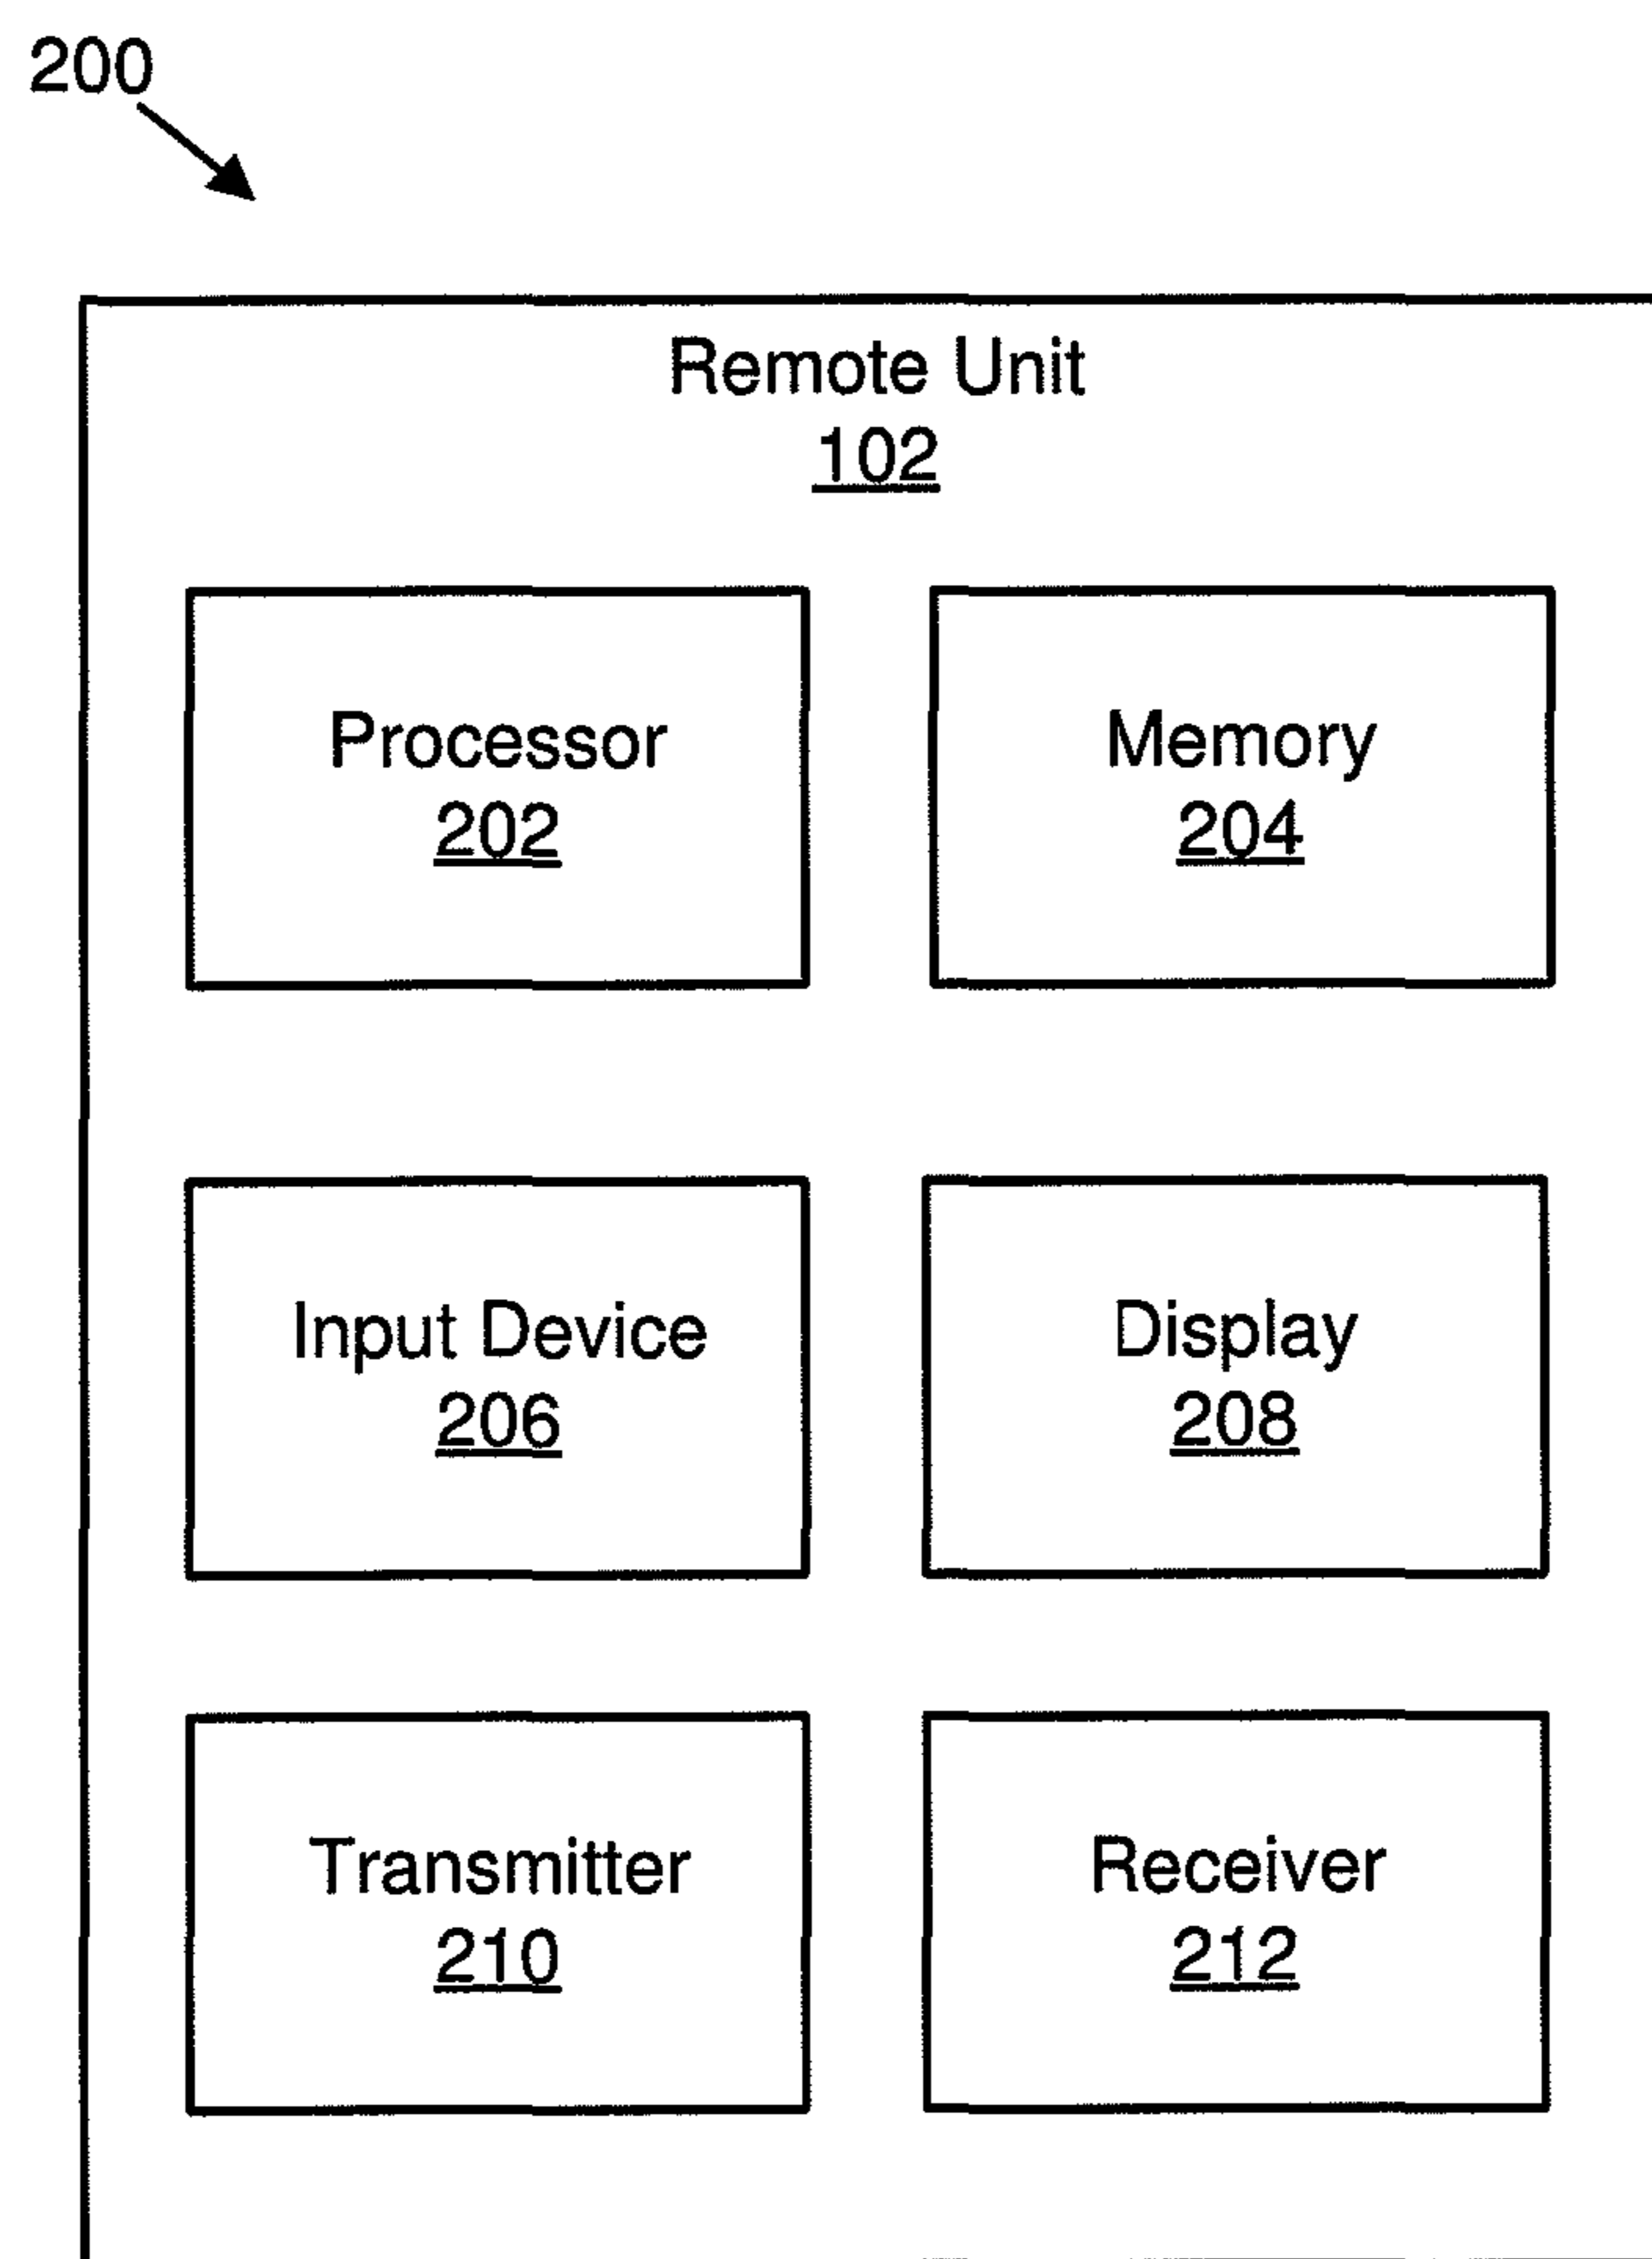 200
Remote Unit
102
Processor
202
Memory
204
Input Device
206
Display
208
Transmitter
210
Receiver
212